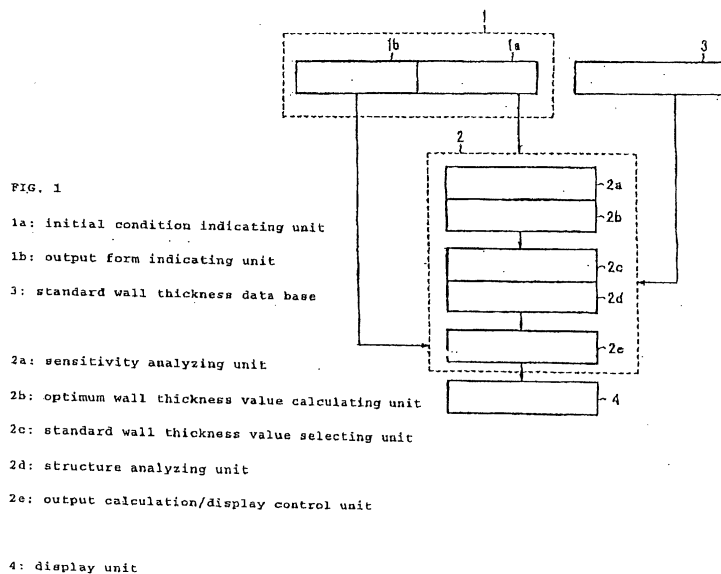 1
1b
1a
3
2
2a
2b
2c
2d
2e
4
FIG. 1
1a: initial condition indicating unit
1b: output form indicating unit
3: standard wall thickness data base
2a: sensitivity analyzing unit
2b: optimum wall thickness value calculating unit
2c: standard wall thickness value selecting unit
2d: structure analyzing unit
2e: output calculation/display control unit
4: display unit